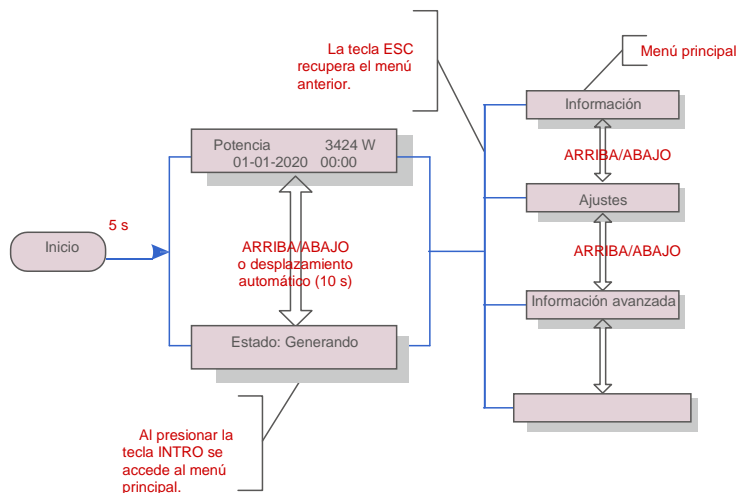 La tecla ESC
recupera el menú
anterior.
Menú principal
Información
ARRIBA/ABAJO
Potencia 3424 W
01-01-2020 00:00
Ajustes
5 s
Inicio
ARRIBA/ABAJO
o desplazamiento
automático (10 s)
ARRIBA/ABAJO
Información avanzada
Estado: Generando
Al presionar la
tecla INTRO se
accede al menú
principal.